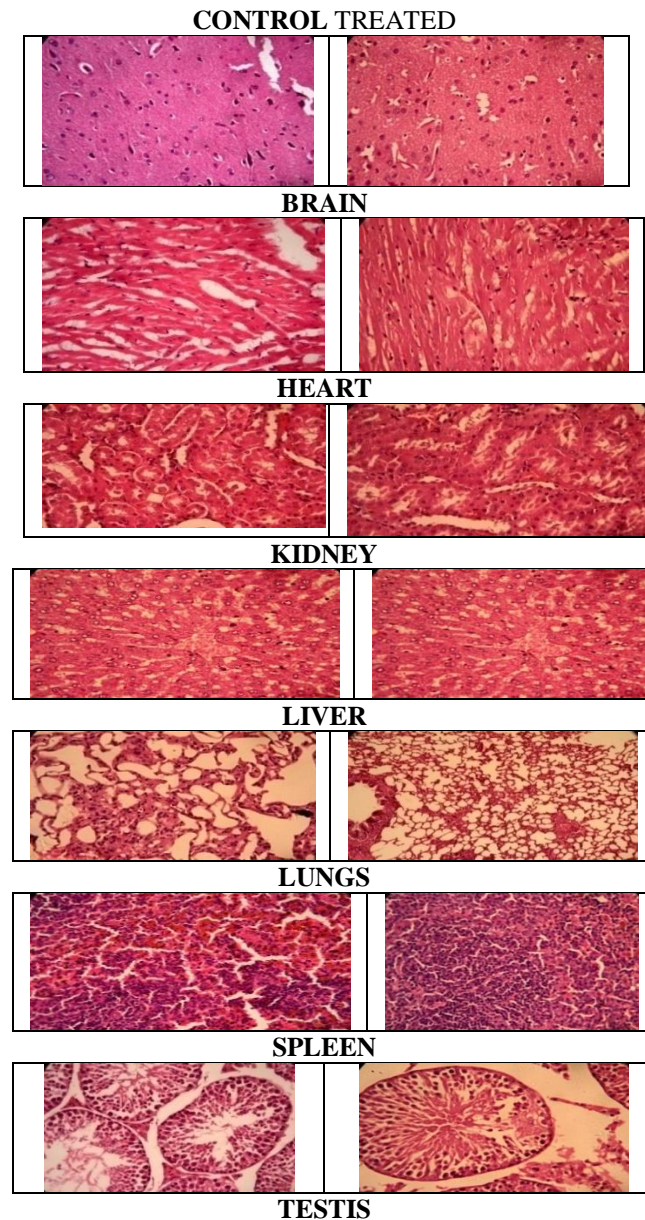 CONTROL TREATED
BRAIN
HEART
KIDNEY
LIVER
LUNGS
SPLEEN
TESTIS